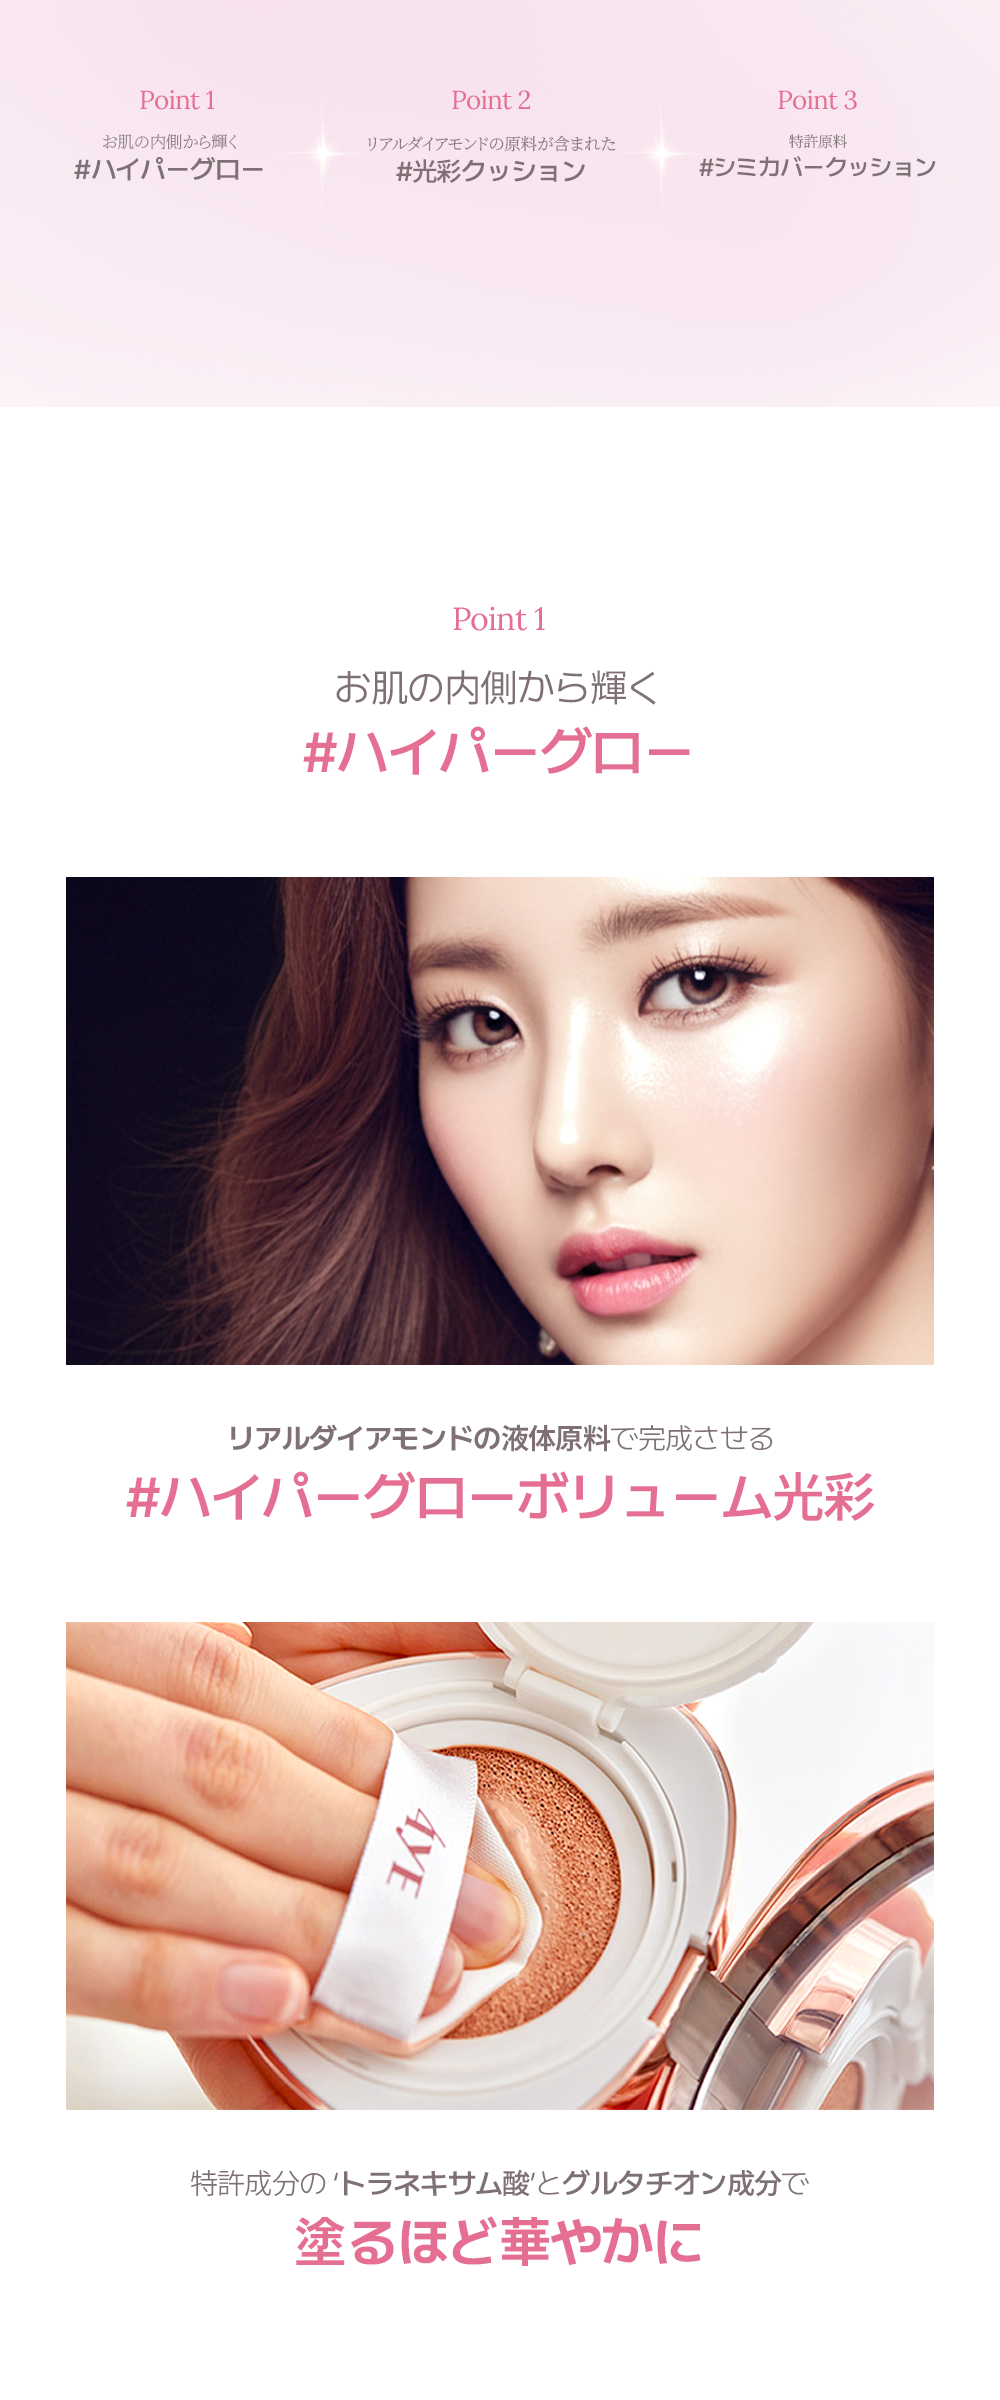 Point 1
お肌の内側から輝く
#ハイパーグロー
Point 2
リアルダイアモンドの原料が含まれた
#光彩クッション
Point 3
特許原料
#シミカバークッション
Point 1
お肌の内側から輝く
#ハイパーグロー
リアルダイアモンドの液体原料で完成させる
#ハイパーグローボリューム光彩
AYE
特許成分の ‘トラネキサム酸’とグルタチオン成分で
塗るほど華やかに